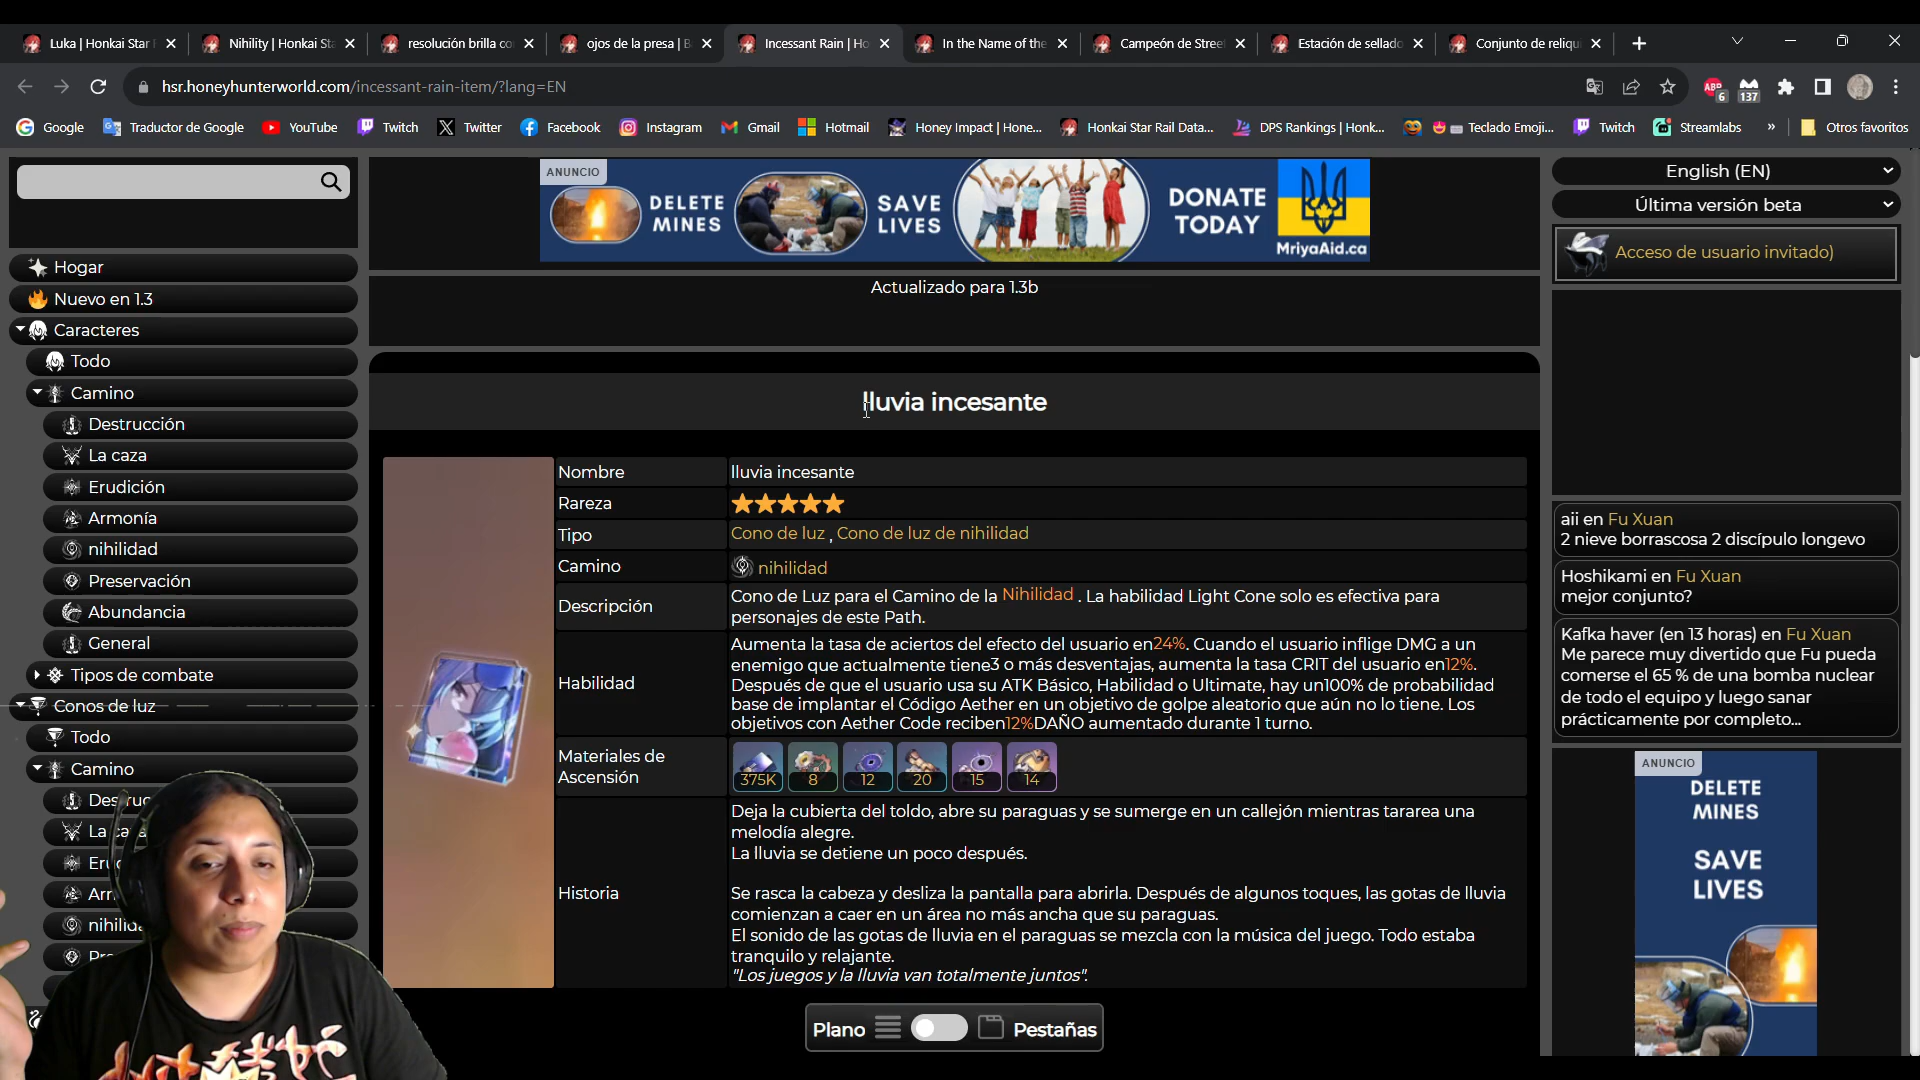 Luka | Honkai Star
Nihility | Honkai Sta
resolución brilla co
ojos de la presa | B
Incessant Rain | Ho
In the Name of the
Campeón de Street
Estación de sellado
Conjunto de reliqu
hsr.honeyhunterworld.com/incessant-rain-item/?lang=EN
ABP
6
137
Google
Traductor de Google
YouTube
Twitch
Twitter
Facebook
Instagram
Gmail
Hotmail
Honey Impact | Hone...
Honkai Star Rail Data...
DPS Rankings | Honk...
Teclado Emoji...
Twitch
Streamlabs
»
Otros favoritos
Hogar
Nuevo en 1.3
Caracteres
Todo
Camino
Destrucción
La caza
Erudición
Armonía
nihilidad
Preservación
Abundancia
General
Tipos de combate
Conos de luz
Todo
Camino
ANUNCIO
DELETE MINES
SAVE LIVES
DONATE TODAY
MriyaAid.ca
Actualizado para 1.3b
lluvia incesante
Nombre
lluvia incesante
Rareza
Tipo
Cono de luz , Cono de luz de nihilidad
Camino
nihilidad
Descripción
Cono de Luz para el Camino de la Nihilidad . La habilidad Light Cone solo es efectiva para
personajes de este Path.
Habilidad
Aumenta la tasa de aciertos del efecto del usuario en24%. Cuando el usuario inflige DMG a un
enemigo que actualmente tiene3 o más desventajas, aumenta la tasa CRIT del usuario en12%.
Después de que el usuario usa su ATK Básico, Habilidad o Ultimate, hay un100% de probabilidad
base de implantar el Código Aether en un objetivo de golpe aleatorio que aún no lo tiene. Los
objetivos con Aether Code reciben12%DAÑO aumentado durante 1 turno.
Materiales de
Ascensión
375K 8 12 20 15 14
Historia
Deja la cubierta del toldo, abre su paraguas y se sumerge en un callejón mientras tararea una
melodía alegre.
La lluvia se detiene un poco después.
Se rasca la cabeza y desliza la pantalla para abrirla. Después de algunos toques, las gotas de lluvia
comienzan a caer en un área no más ancha que su paraguas.
El sonido de las gotas de lluvia en el paraguas se mezcla con la música del juego. Todo estaba
tranquilo y relajante.
"Los juegos y la lluvia van totalmente juntos".
Plano
Pestañas
English (EN)
Última versión beta
Acceso de usuario invitado)
aii en Fu Xuan
2 nieve borrascosa 2 discípulo longevo
Hoshikami en Fu Xuan
mejor conjunto?
Kafka haver (en 13 horas) en Fu Xuan
Me parece muy divertido que Fu pueda
comerse el 65 % de una bomba nuclear
de todo el equipo y luego sanar
prácticamente por completo...
ANUNCIO
DELETE
MINES
SAVE
LIVES